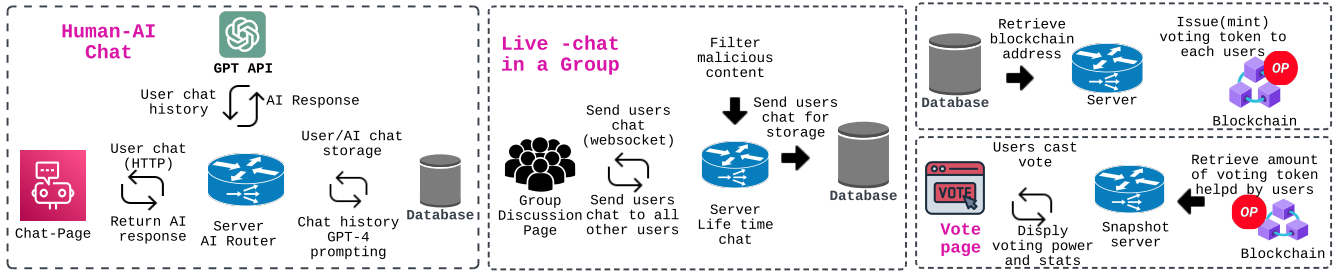 Human-AI
Chat
GPT API
User chat
history
AI Response
User chat
(HTTP)
Return AI
response
Chat-Page
Server
AI Router
User/AI chat
storage
Chat history
GPT-4
prompting
Database
Live -chat
in a Group
Filter
malicious
content
Send users
chat
(websocket)
Send users
chat to all
other users
Group
Discussion
Page
Server
Life time
chat
Send users
chat for
storage
Database
Retrieve
blockchain
address
Database
Server
Issue(mint)
voting token to
each users
OP
Blockchain
VOTE
Vote
page
Users cast
vote
Disply
voting power
and stats
Snapshot
server
Retrieve amount
of voting token
helpd by users
OP
Blockchain